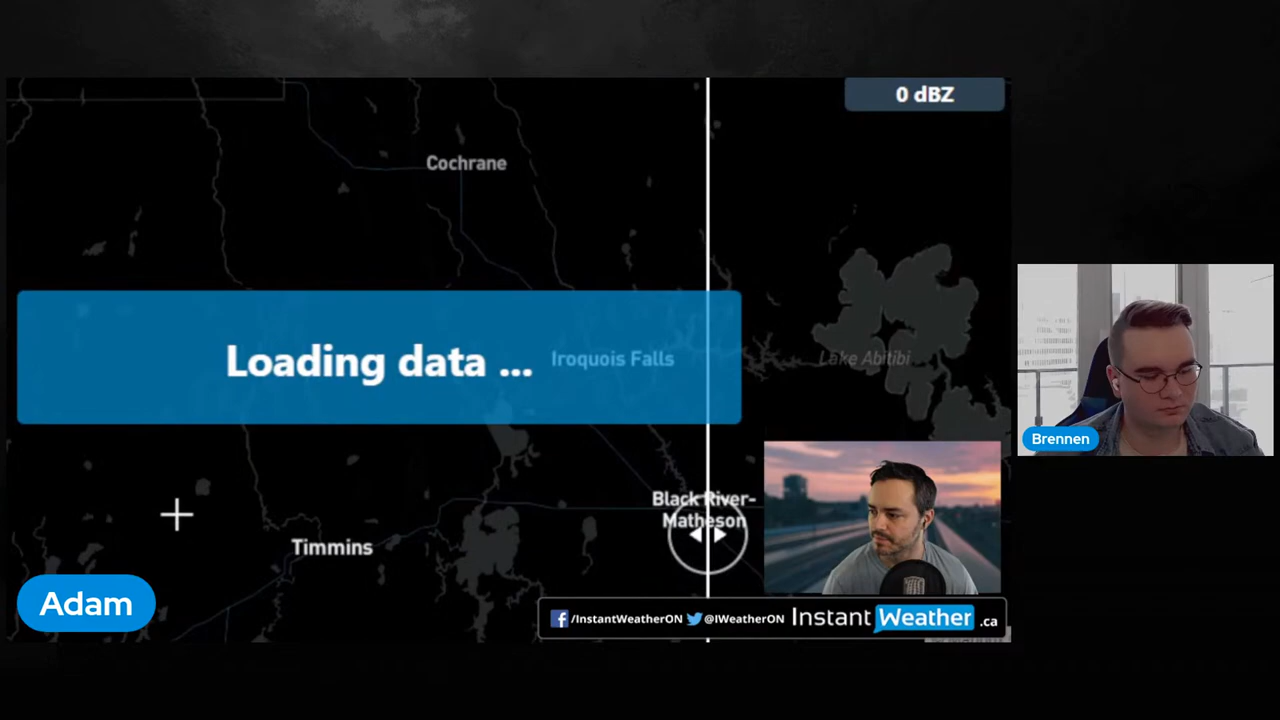 0 dBZ
Cochrane
Loading data ...
Iroquois Falls
Lake Abitibi
Brennen
Black River-
Matheson
Timmins
Adam
/InstantWeatherON @IWeatherON InstantWeather.ca